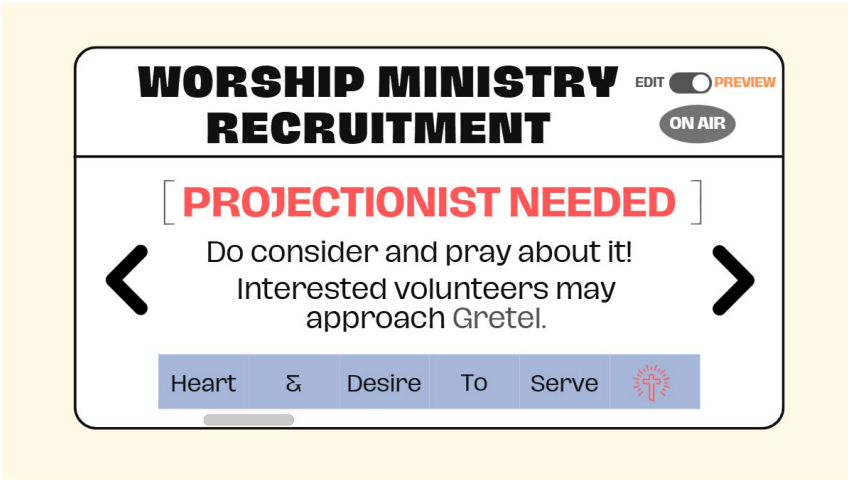 WORSHIP MINISTRY
RECRUITMENT
EDIT PREVIEW
ON AIR
[PROJECTIONIST NEEDED]
Do consider and pray about it!
Interested volunteers may
approach Gretel.
Heart & Desire To Serve